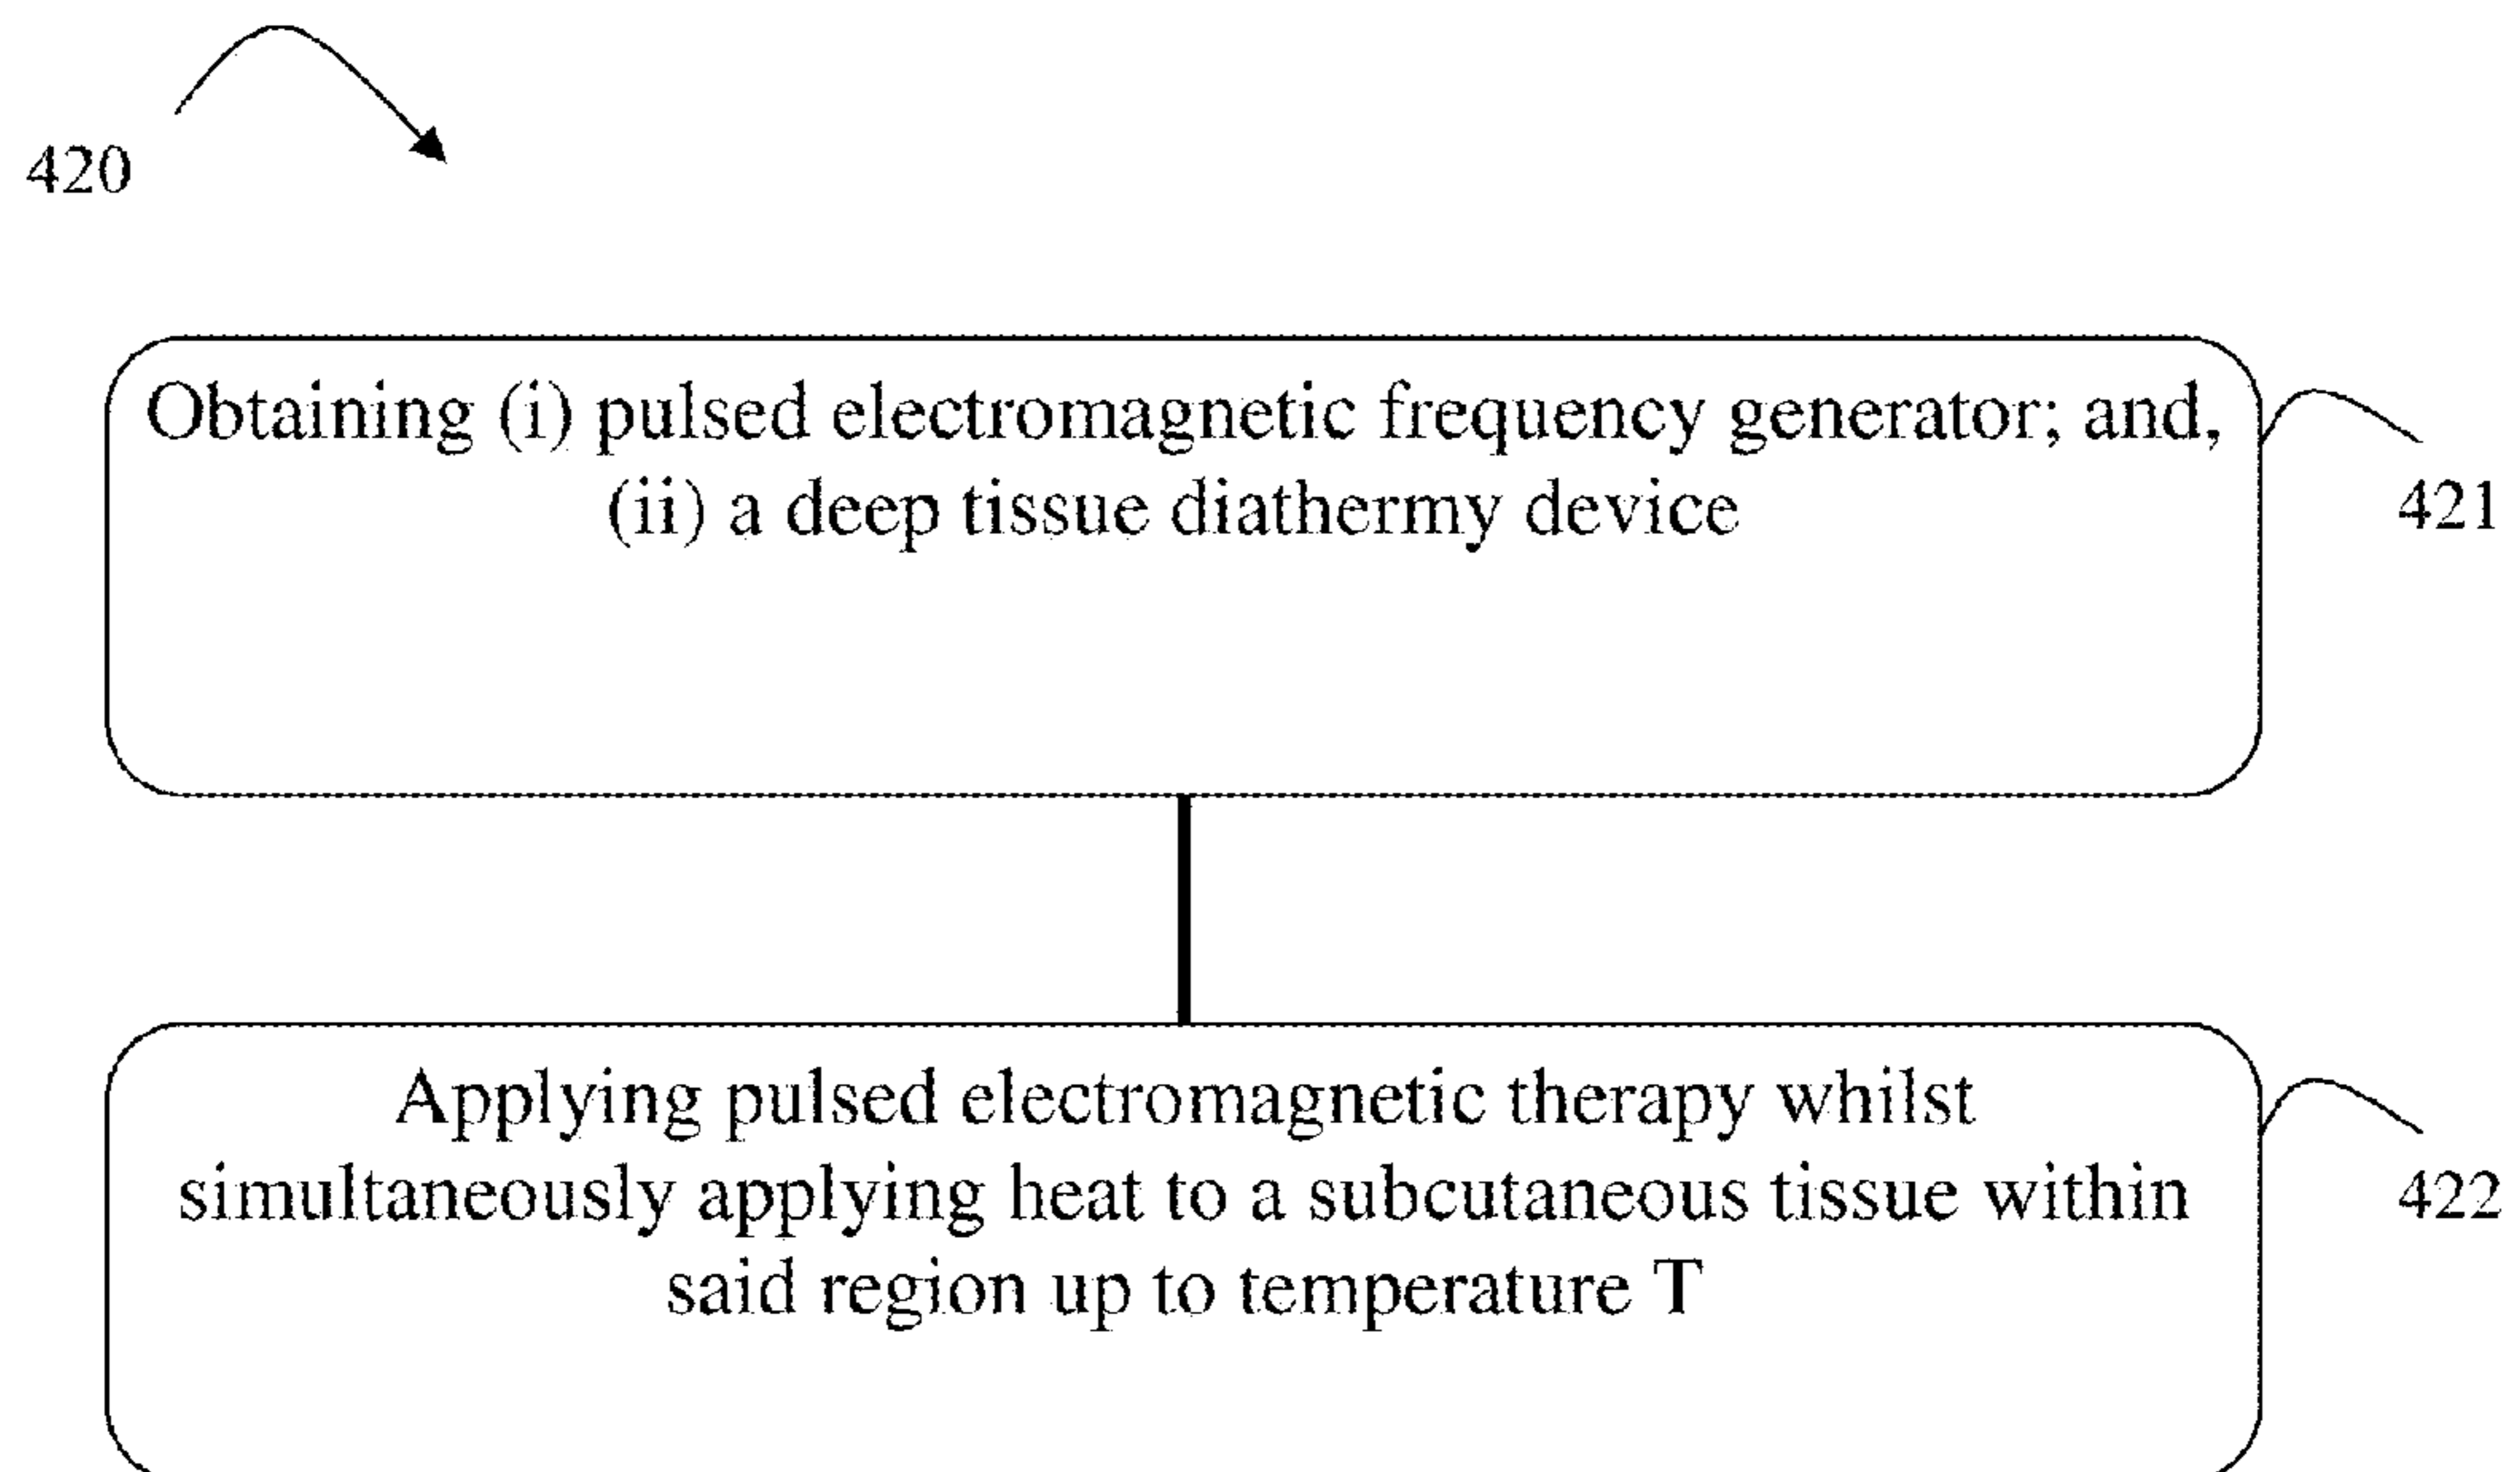 420
Obtaining (i) pulsed electromagnetic frequency generator; and,
(ii) a deep tissue diathermy device
421
Applying pulsed electromagnetic therapy whilst
simultaneously applying heat to a subcutaneous tissue within
said region up to temperature T
422